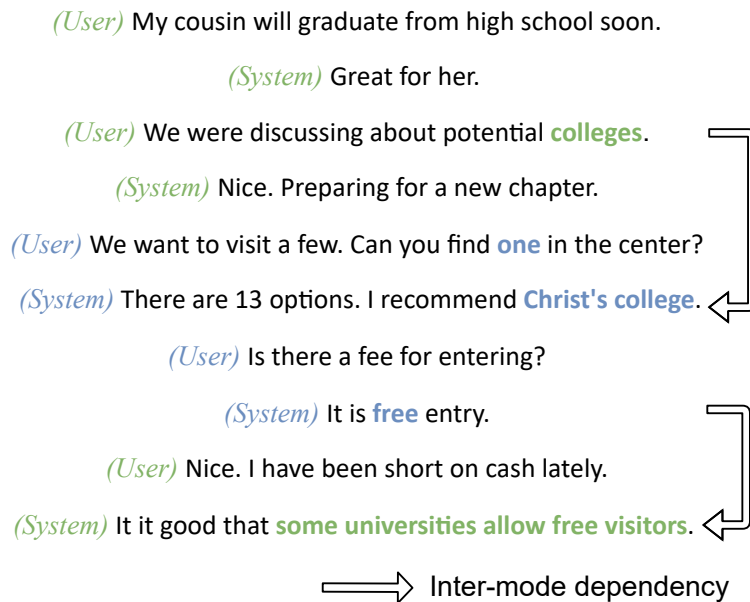 (User) My cousin will graduate from high school soon.
(System) Great for her.
(User) We were discussing about potential colleges.
(System) Nice. Preparing for a new chapter.
(User) We want to visit a few. Can you find one in the center?
(System) There are 13 options. I recommend Christ's college.
(User) Is there a fee for entering?
(System) It is free entry.
(User) Nice. I have been short on cash lately.
(System) It it good that some universities allow free visitors.
Inter-mode dependency